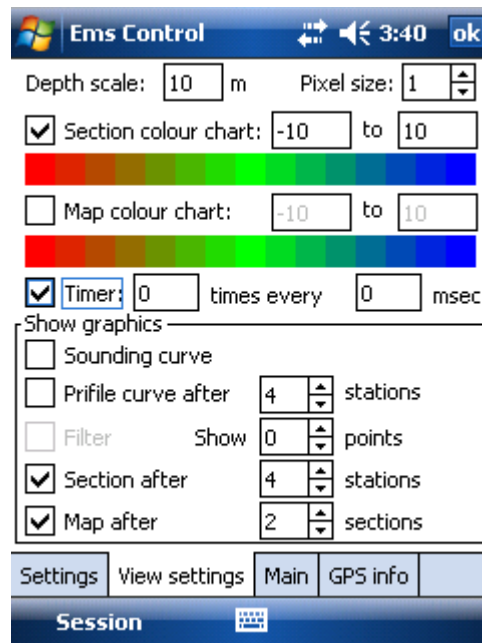 Ems Control 3:40 ok
Depth scale: 10 m Pixel size: 1
Section colour chart: -10 to 10
Map colour chart: -10 to 10
Timer: 0 times every 0 msec
Show graphics
Sounding curve
Prifile curve after 4 stations
Filter Show 0 points
Section after 4 stations
Map after 2 sections
Settings View settings Main GPS info
Session